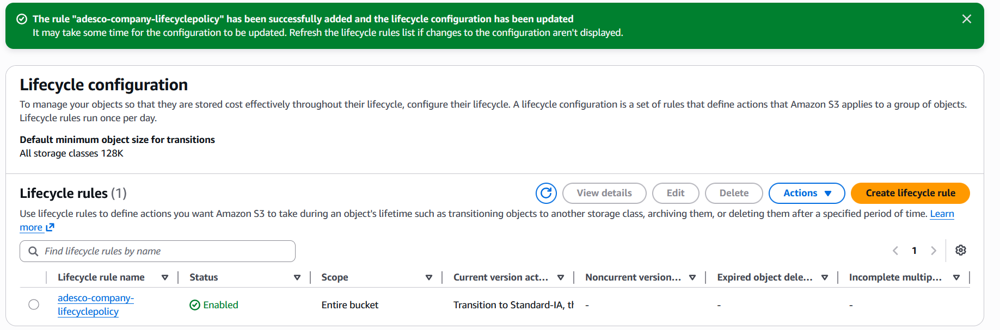 The rule "adesco-company-lifecyclepolicy" has been successfully added and the lifecycle configuration has been updated
It may take some time for the configuration to be updated. Refresh the lifecycle rules list if changes to the configuration aren't displayed.
Lifecycle configuration
To manage your objects so that they are stored cost effectively throughout their lifecycle, configure their lifecycle. A lifecycle configuration is a set of rules that define actions that Amazon S3 applies to a group of objects.
Lifecycle rules run once per day.
Default minimum object size for transitions
All storage classes 128K
Lifecycle rules (1)
View details
Edit
Delete
Actions
Create lifecycle rule
Use lifecycle rules to define actions you want Amazon S3 to take during an object's lifetime such as transitioning objects to another storage class, archiving them, or deleting them after a specified period of time. Learn
more
Find lifecycle rules by name
1
Lifecycle rule name
Status
Scope
Current version act...
Noncurrent version...
Expired object dele...
Incomplete multip...
adesco-company-
lifecyclepolicy
Enabled
Entire bucket
Transition to Standard-IA, th
-
-
-